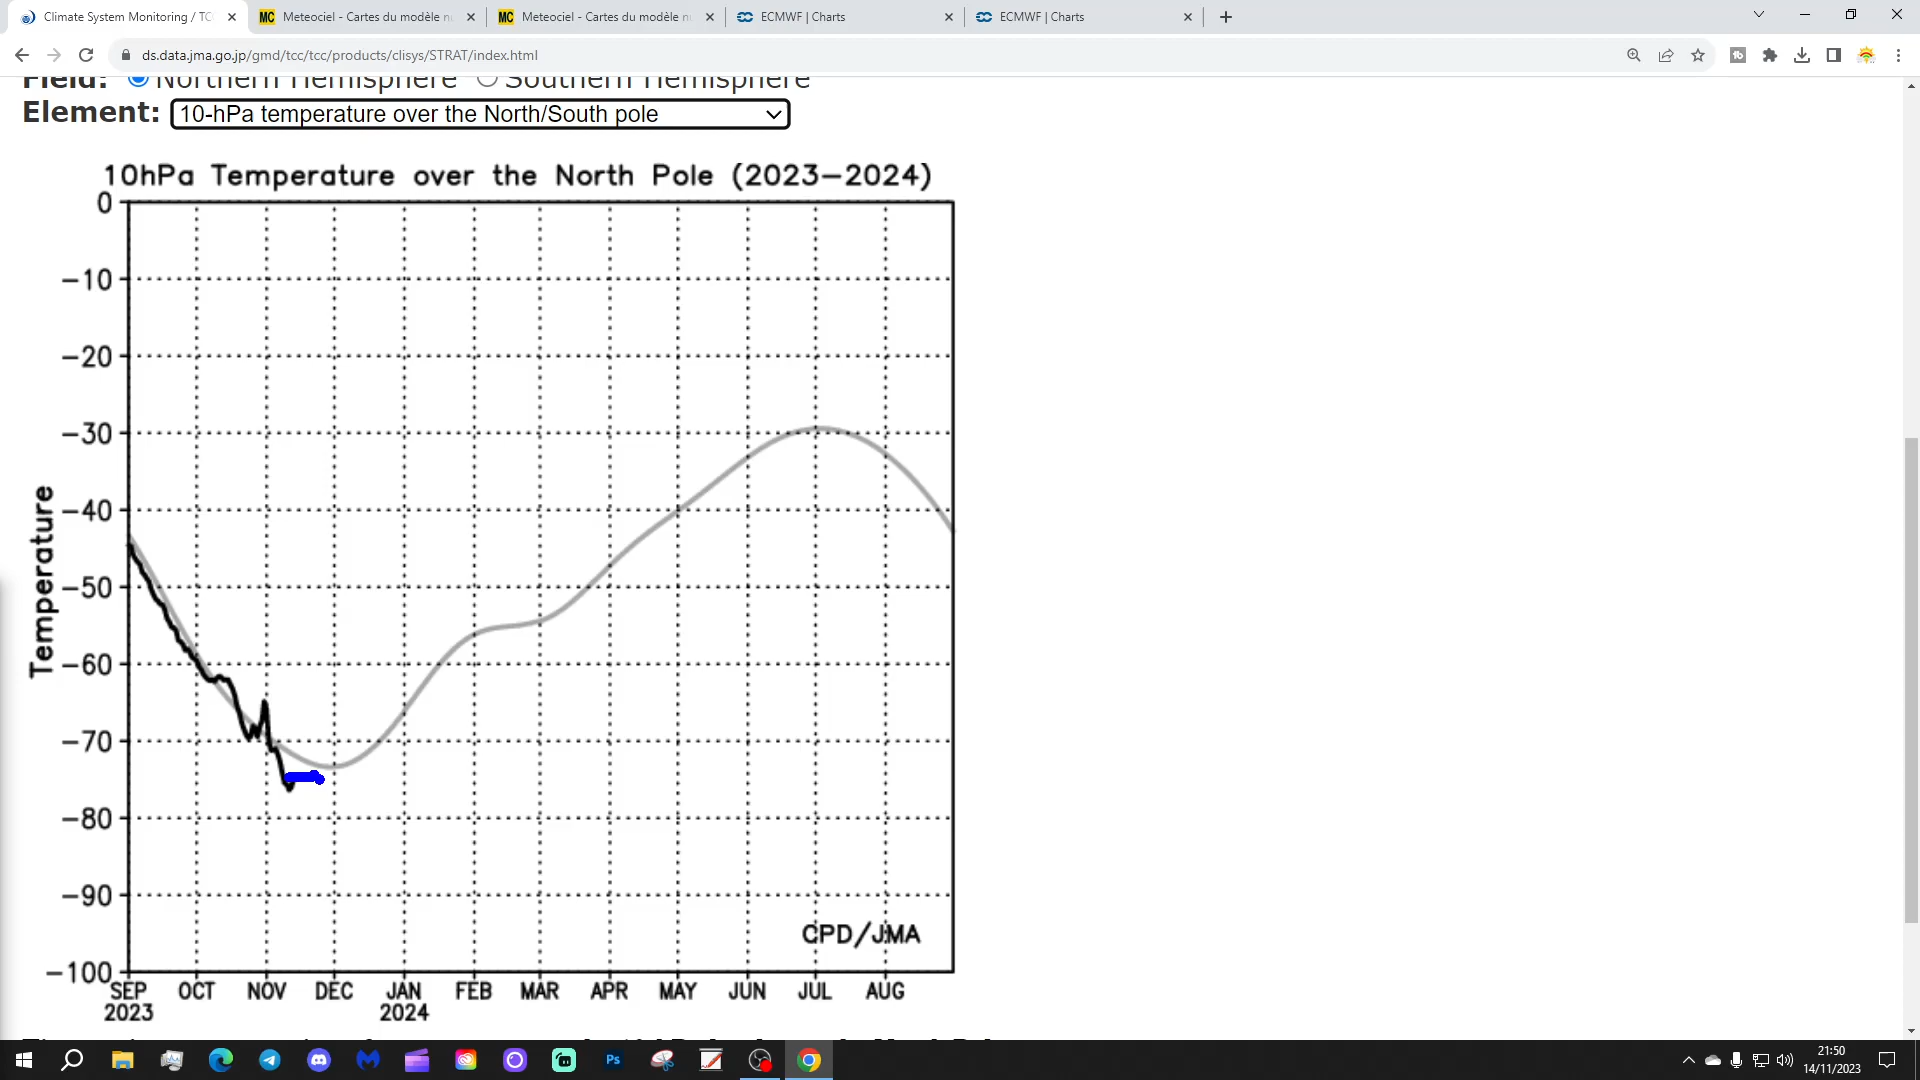 Climate System Monitoring / TC
Meteociel - Cartes du modèle n
Meteociel - Cartes du modèle n
ECMWF | Charts
ECMWF | Charts
ds.data.jma.go.jp/gmd/tcc/tcc/products/clisys/STRAT/index.html
Field: Northern Hemisphere Southern Hemisphere
Element: 10-hPa temperature over the North/South pole
10hPa Temperature over the North Pole (2023-2024)
0
-10
-20
-30
-40
-50
-60
-70
-80
-90
-100
Temperature
CPD/JMA
SEP OCT NOV DEC JAN FEB MAR APR MAY JUN JUL AUG
2023 2024
21:50
14/11/2023